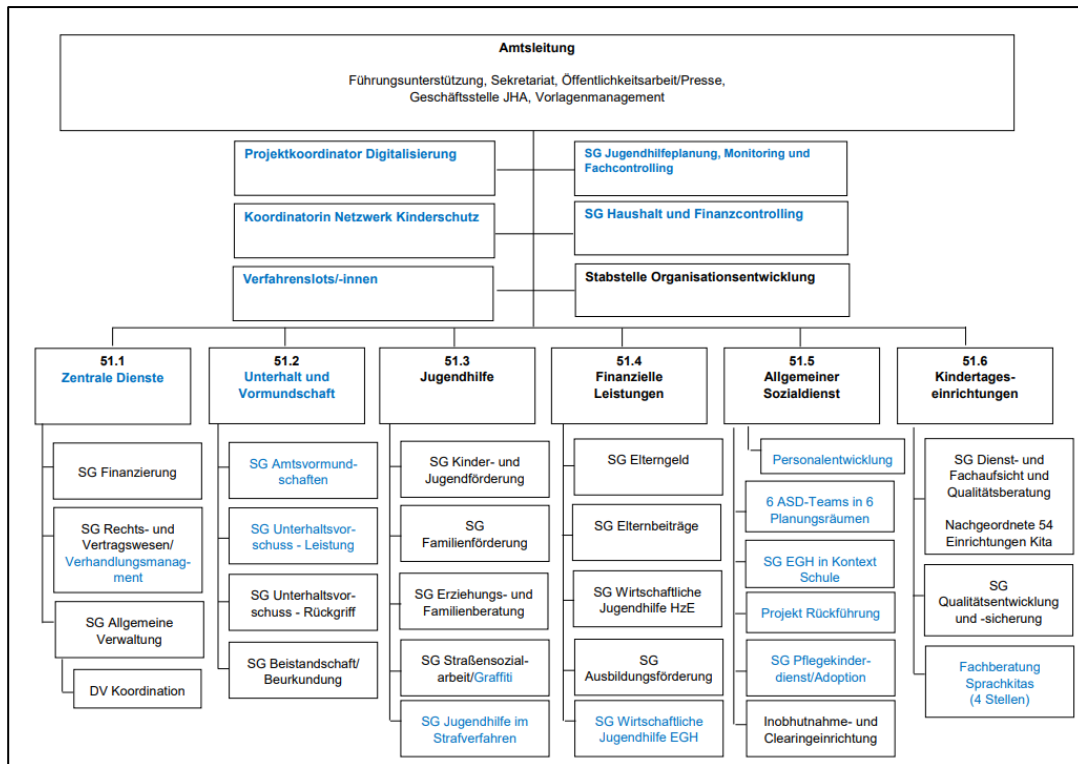 Amtsleitung
Führungsunterstützung, Sekretariat, Öffentlichkeitsarbeit/Presse,
Geschäftsstelle JHA, Vorlagenmanagement
Projektkoordinator Digitalisierung
SG Jugendhilfeplanung, Monitoring und
Fachcontrolling
Koordinatorin Netzwerk Kinderschutz
SG Haushalt und Finanzcontrolling
Verfahrenslots/-innen
Stabstelle Organisationsentwicklung
51.1
Zentrale Dienste
SG Finanzierung
SG Rechts- und
Vertragswesen/
Verhandlungsmanag-
ment
SG Allgemeine
Verwaltung
DV Koordination
51.2
Unterhalt und
Vormundschaft
SG Amtsvormund-
schaften
SG Unterhaltsvor-
schuss - Leistung
SG Unterhaltsvor-
schuss - Rückgriff
SG Beistandschaft/
Beurkundung
51.3
Jugendhilfe
SG Kinder- und
Jugendförderung
SG
Familienförderung
SG Erziehungs- und
Familienberatung
SG Straßensozial-
arbeit/Graffiti
SG Jugendhilfe im
Strafverfahren
51.4
Finanzielle
Leistungen
SG Elterngeld
SG Elternbeiträge
SG Wirtschaftliche
Jugendhilfe HzE
SG
Ausbildungsförderung
SG Wirtschaftliche
Jugendhilfe EGH
51.5
Allgemeiner
Sozialdienst
Personalentwicklung
6 ASD-Teams in 6
Planungsräumen
SG EGH in Kontext
Schule
Projekt Rückführung
SG Pflegekinder-
dienst/Adoption
Inobhutnahme- und
Clearingeinrichtung
51.6
Kindertages-
einrichtungen
SG Dienst- und
Fachaufsicht und
Qualitätsberatung
Nachgeordnete 54
Einrichtungen Kita
SG
Qualitätsentwicklung
und -sicherung
Fachberatung
Sprachkitas
(4 Stellen)